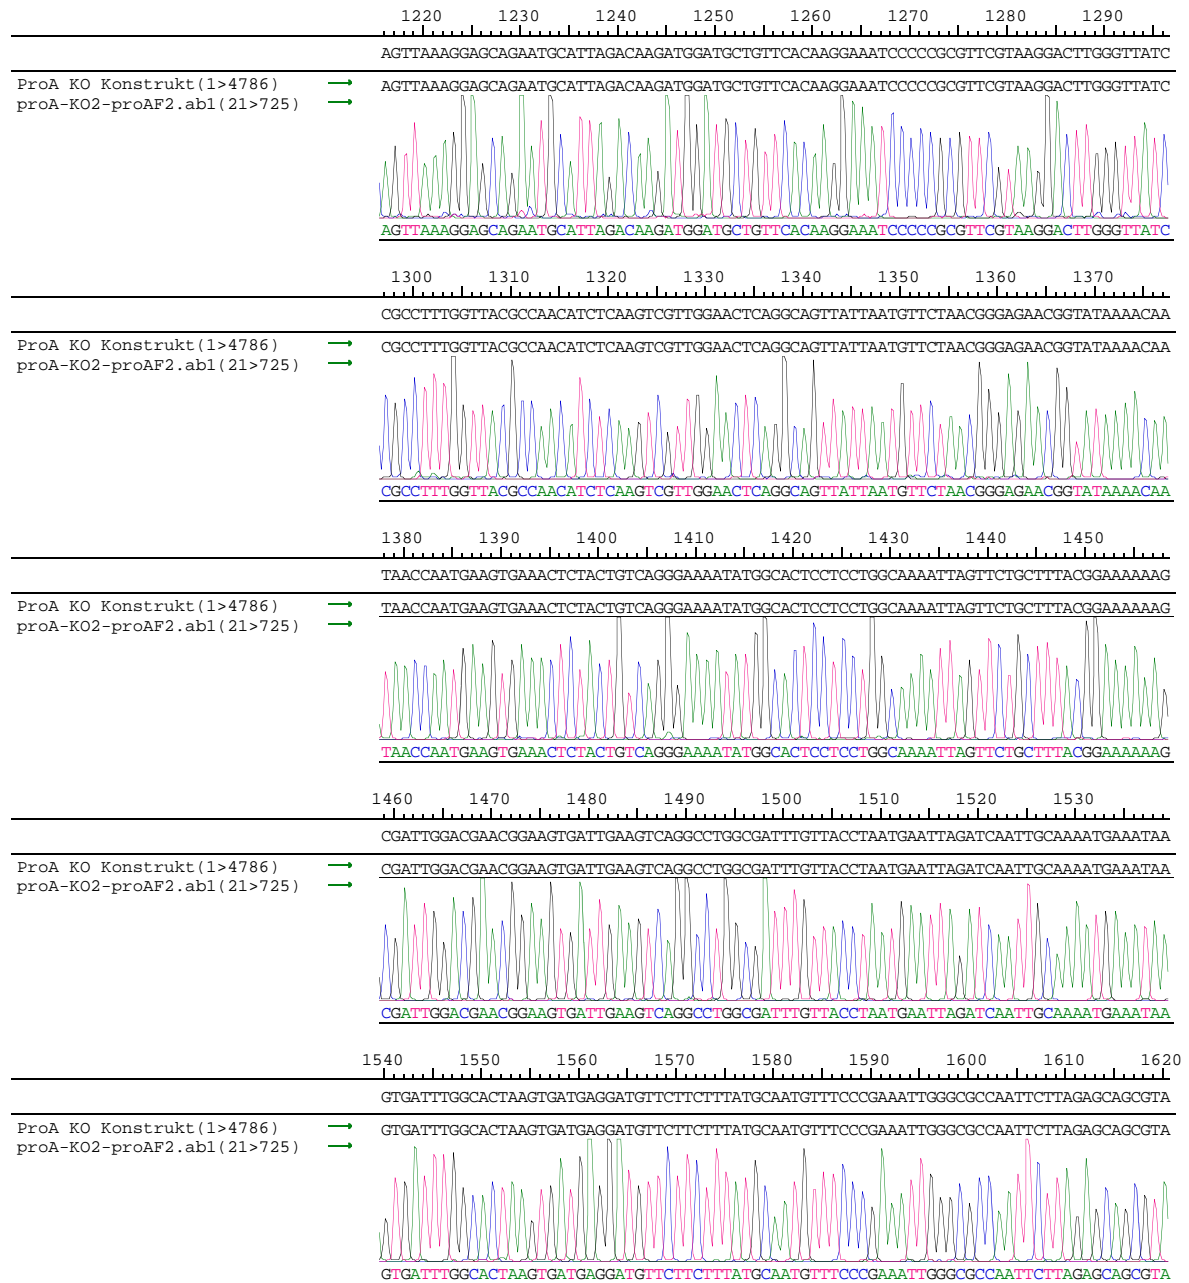 1220 1230 1240 1250 1260 1270 1280 1290
AGTTAAAGGAGCAGAATGCATTAGACAAGATGGATGCTGTTCACAAGGAAATCCCCCGCGTTCGTAAGGACTTGGGTTATC
ProA KO Konstrukt(1>4786) AGTTAAAGGAGCAGAATGCATTAGACAAGATGGATGCTGTTCACAAGGAAATCCCCCGCGTTCGTAAGGACTTGGGTTATC
proA-KO2-proAF2.ab1(21>725)
AGTTAAAGGAGCAGAATGCATTAGACAAGATGGATGCTGTTCACAAGGAAATCCCCCGCGTTCGTAAGGACTTGGGTTATC
1300 1310 1320 1330 1340 1350 1360 1370
CGCCTTTGGTTACGCCAACATCTCAAGTCGTTGGAACTCAGGCAGTTATTAATGTTCTAACGGGAGAACGGTATAAAACAA
ProA KO Konstrukt(1>4786) CGCCTTTGGTTACGCCAACATCTCAAGTCGTTGGAACTCAGGCAGTTATTAATGTTCTAACGGGAGAACGGTATAAAACAA
proA-KO2-proAF2.ab1(21>725)
CGCCTTTGGTTACGCCAACATCTCAAGTCGTTGGAACTCAGGCAGTTATTAATGTTCTAACGGGAGAACGGTATAAAACAA
1380 1390 1400 1410 1420 1430 1440 1450
TAACCAATGAAGTGAAACTCTACTGTCAGGGAAAATATGGCACTCCTCCTGGCAAAATTAGTTCTGCTTTACGGAAAAAAG
ProA KO Konstrukt(1>4786) TAACCAATGAAGTGAAACTCTACTGTCAGGGAAAATATGGCACTCCTCCTGGCAAAATTAGTTCTGCTTTACGGAAAAAAG
proA-KO2-proAF2.ab1(21>725)
TAACCAATGAAGTGAAACTCTACTGTCAGGGAAAATATGGCACTCCTCCTGGCAAAATTAGTTCTGCTTTACGGAAAAAAG
1460 1470 1480 1490 1500 1510 1520 1530
CGATTGGACGAACGGAAGTGATTGAAGTCAGGCCTGGCGATTTGTTACCTAATGAATTAGATCAATTGCAAAATGAAATAA
ProA KO Konstrukt(1>4786) CGATTGGACGAACGGAAGTGATTGAAGTCAGGCCTGGCGATTTGTTACCTAATGAATTAGATCAATTGCAAAATGAAATAA
proA-KO2-proAF2.ab1(21>725)
CGATTGGACGAACGGAAGTGATTGAAGTCAGGCCTGGCGATTTGTTACCTAATGAATTAGATCAATTGCAAAATGAAATAA
1540 1550 1560 1570 1580 1590 1600 1610 1620
GTGATTTGGCACTAAGTGATGAGGATGTTCTTCTTTATGCAATGTTTCCCGAAATTGGGCGCCAATTCTTAGAGCAGCGTA
ProA KO Konstrukt(1>4786) GTGATTTGGCACTAAGTGATGAGGATGTTCTTCTTTATGCAATGTTTCCCGAAATTGGGCGCCAATTCTTAGAGCAGCGTA
proA-KO2-proAF2.ab1(21>725)
GTGATTTGGCACTAAGTGATGAGGATGTTCTTCTTTATGCAATGTTTCCCGAAATTGGGCGCCAATTCTTAGAGCAGCGTA